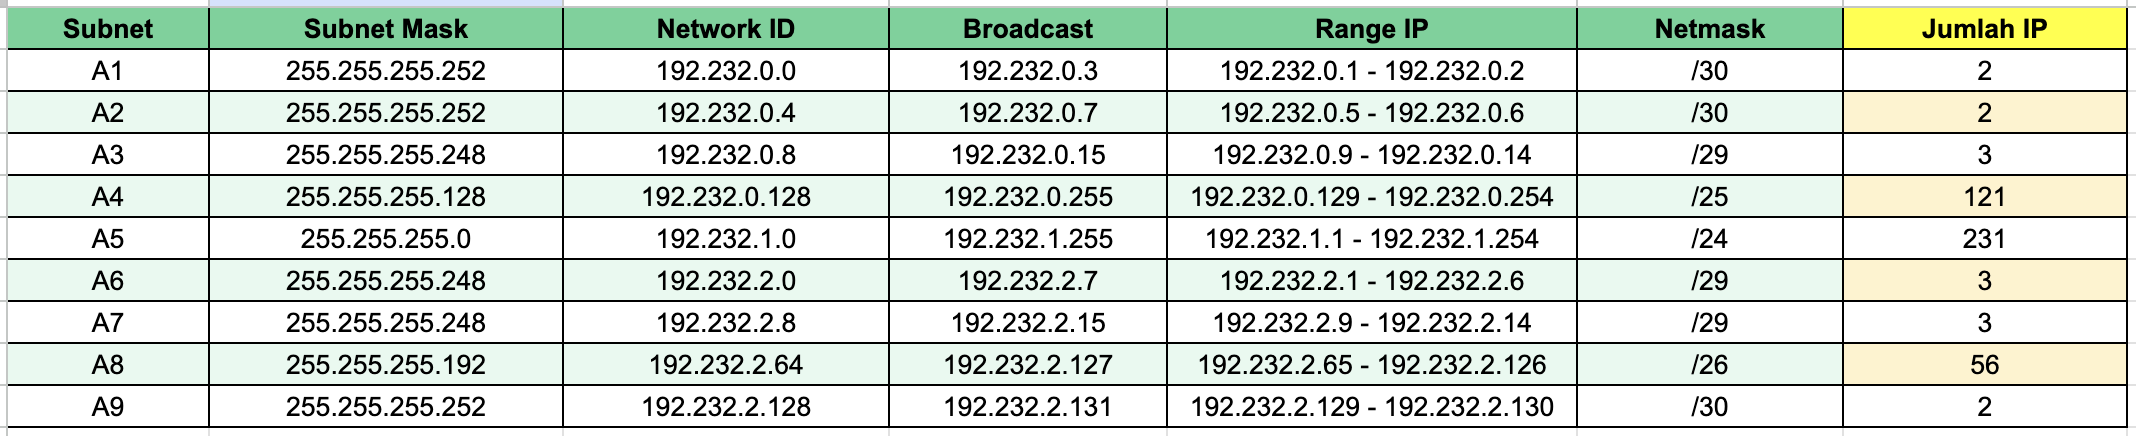 Subnet Subnet Mask Network ID Broadcast Range IP Netmask Jumlah IP
A1 255.255.255.252 192.232.0.0 192.232.0.3 192.232.0.1 - 192.232.0.2 /30 2
A2 255.255.255.252 192.232.0.4 192.232.0.7 192.232.0.5 - 192.232.0.6 /30 2
A3 255.255.255.248 192.232.0.8 192.232.0.15 192.232.0.9 - 192.232.0.14 /29 3
A4 255.255.255.128 192.232.0.128 192.232.0.255 192.232.0.129 - 192.232.0.254 /25 121
A5 255.255.255.0 192.232.1.0 192.232.1.255 192.232.1.1 - 192.232.1.254 /24 231
A6 255.255.255.248 192.232.2.0 192.232.2.7 192.232.2.1 - 192.232.2.6 /29 3
A7 255.255.255.248 192.232.2.8 192.232.2.15 192.232.2.9 - 192.232.2.14 /29 3
A8 255.255.255.192 192.232.2.64 192.232.2.127 192.232.2.65 - 192.232.2.126 /26 56
A9 255.255.255.252 192.232.2.128 192.232.2.131 192.232.2.129 - 192.232.2.130 /30 2